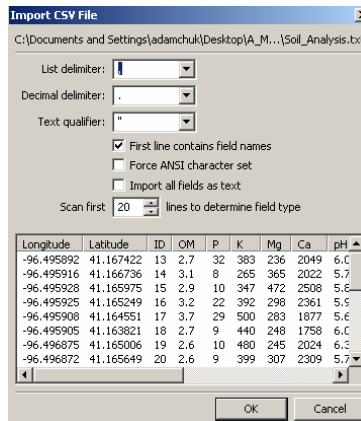 Import CSV File
C:\Documents and Settings\adamchuk\Desktop\A_M...\Soil_Analysis.txt
List delimiter: ,
Decimal delimiter: .
Text qualifier: "
First line contains field names
Force ANSI character set
Import all fields as text
Scan first 20 lines to determine field type
Longitude Latitude ID OM P K Mg Ca pH
-96.495892 41.167422 13 2.7 32 383 236 2049 6.0
-96.495916 41.166736 14 3.1 8 265 365 2022 5.7
-96.495928 41.165975 15 2.9 10 347 472 2508 5.8
-96.495925 41.165249 16 3.2 22 392 298 2361 5.9
-96.495908 41.164551 17 3.7 29 500 283 1877 5.6
-96.495905 41.163821 18 2.7 9 440 248 1758 6.0
-96.496875 41.165006 19 2.6 10 480 245 2024 6.3
-96.496872 41.165649 20 2.6 9 399 307 2309 5.7
OK Cancel